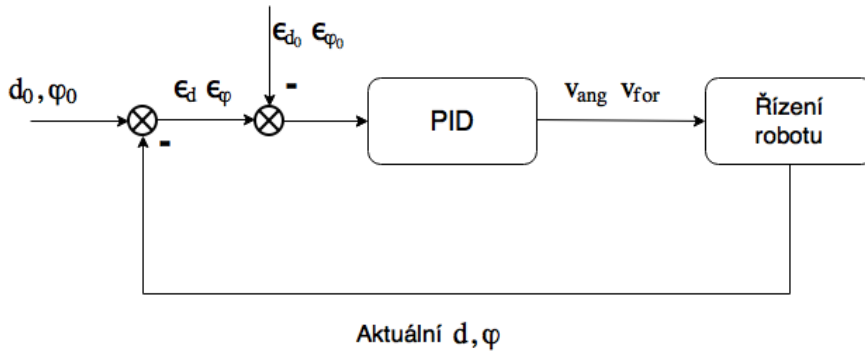 ϵd₀ ϵφ₀
-
d₀,φ₀
ϵd ϵφ
-
PID
vang vfor
Řízení
robotu
Aktuální d,φ